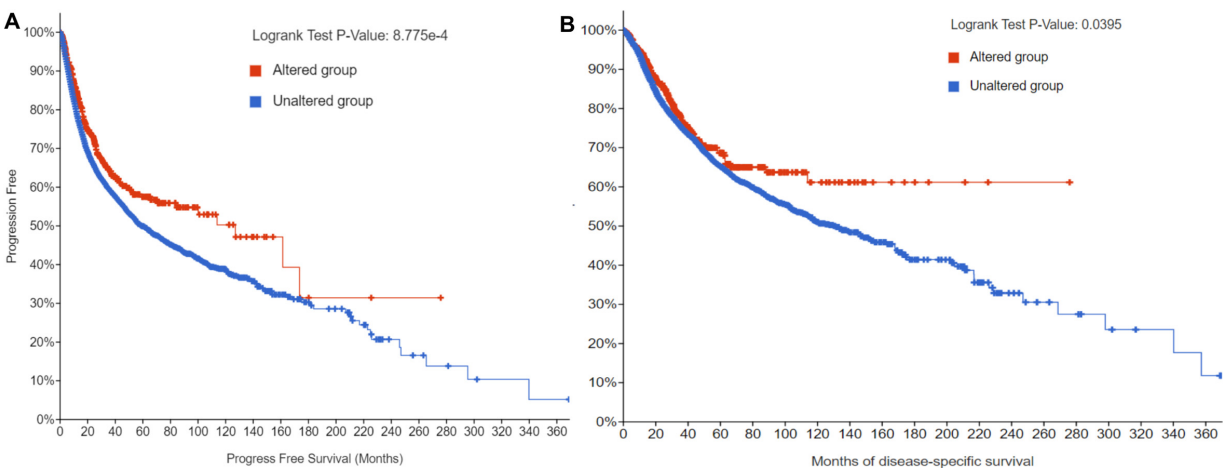 A
Logrank Test P-Value: 8.775e-4
Altered group
Unaltered group
Progression Free
100%
90%
80%
70%
60%
50%
40%
30%
20%
10%
0%
0 20 40 60 80 100 120 140 160 180 200 220 240 260 280 300 320 340 360
Progress Free Survival (Months)
B
Logrank Test P-Value: 0.0395
Altered group
Unaltered group
100%
90%
80%
70%
60%
50%
40%
30%
20%
10%
0%
0 20 40 60 80 100 120 140 160 180 200 220 240 260 280 300 320 340 360
Months of disease-specific survival